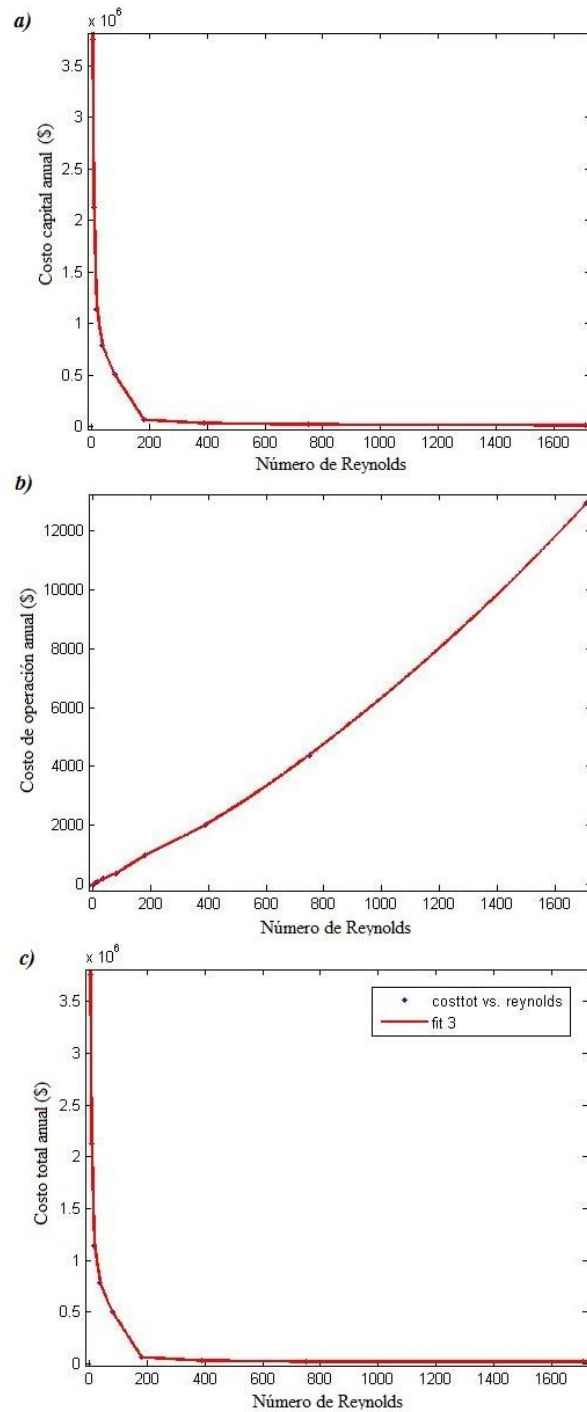 a)
x 10^6
3.5
3
2.5
2
1.5
1
0.5
0
Costo capital anual ($)
0 200 400 600 800 1000 1200 1400 1600
Número de Reynolds
b)
12000
10000
8000
6000
4000
2000
0
Costo de operación anual ($)
0 200 400 600 800 1000 1200 1400 1600
Número de Reynolds
c)
x 10^6
3.5
3
2.5
2
1.5
1
0.5
0
Costo total anual ($)
costtot vs. reynolds
fit 3
0 200 400 600 800 1000 1200 1400 1600
Número de Reynolds